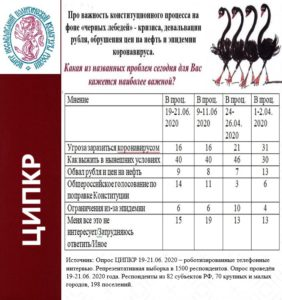 Про важность конституционного процесса на
фоне «черных лебедей» - кризиса, девальвации
рубля, обрушения цен на нефть и эпидемии
коронавируса.
Какая из названных проблем сегодня для Вас
кажется наиболее важной?
Мнение
В проц.
19-21.06.
2020
В проц.
9-11.06
2020
В проц.
24-
26.04.
2020
В проц.
1-2.04.
2020
Угроза заразиться коронавирусом 16 16 21 31
Как выжить в нынешних условиях 40 40 46 30
Обвал рубля и цен на нефть 9 8 7 13
Общероссийское голосование по
поправке Конституции
14 11 3 6
Ограничения из-за эпидемии 6 6 10 4
Меня все это не
интересует/Затрудняюсь
ответить/Иное
15 19 13 13
Источник: Опрос ЦИПКР 19-21.06. 2020 – роботизированные телефонные
интервью. Репрезентативная выборка в 1500 респондентов. Опрос проведён
19-21.06. 2020 года. Респонденты из 82 субъектов РФ, 70 крупных и малых
городов, 198 поселений.
ЦИПКР